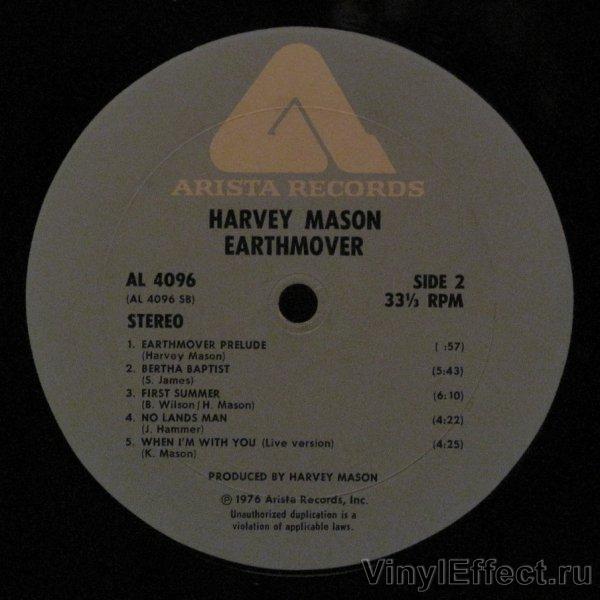 ARISTA RECORDS
HARVEY MASON
EARTHMOVER
AL 4096
(AL 4096 SB)
STEREO
SIDE 2
33⅓ RPM
1. EARTHMOVER PRELUDE ( :57)
(Harvey Mason)
2. BERTHA BAPTIST (5:43)
(S. James)
3. FIRST SUMMER (6:10)
(B. Wilson/H. Mason)
4. NO LANDS MAN (4:22)
(J. Hammer)
5. WHEN I'M WITH YOU (Live version) (4:25)
(K. Mason)
PRODUCED BY HARVEY MASON
℗ 1976 Arista Records, Inc.
Unauthorized duplication is a
violation of applicable laws.
VinylEffect.ru